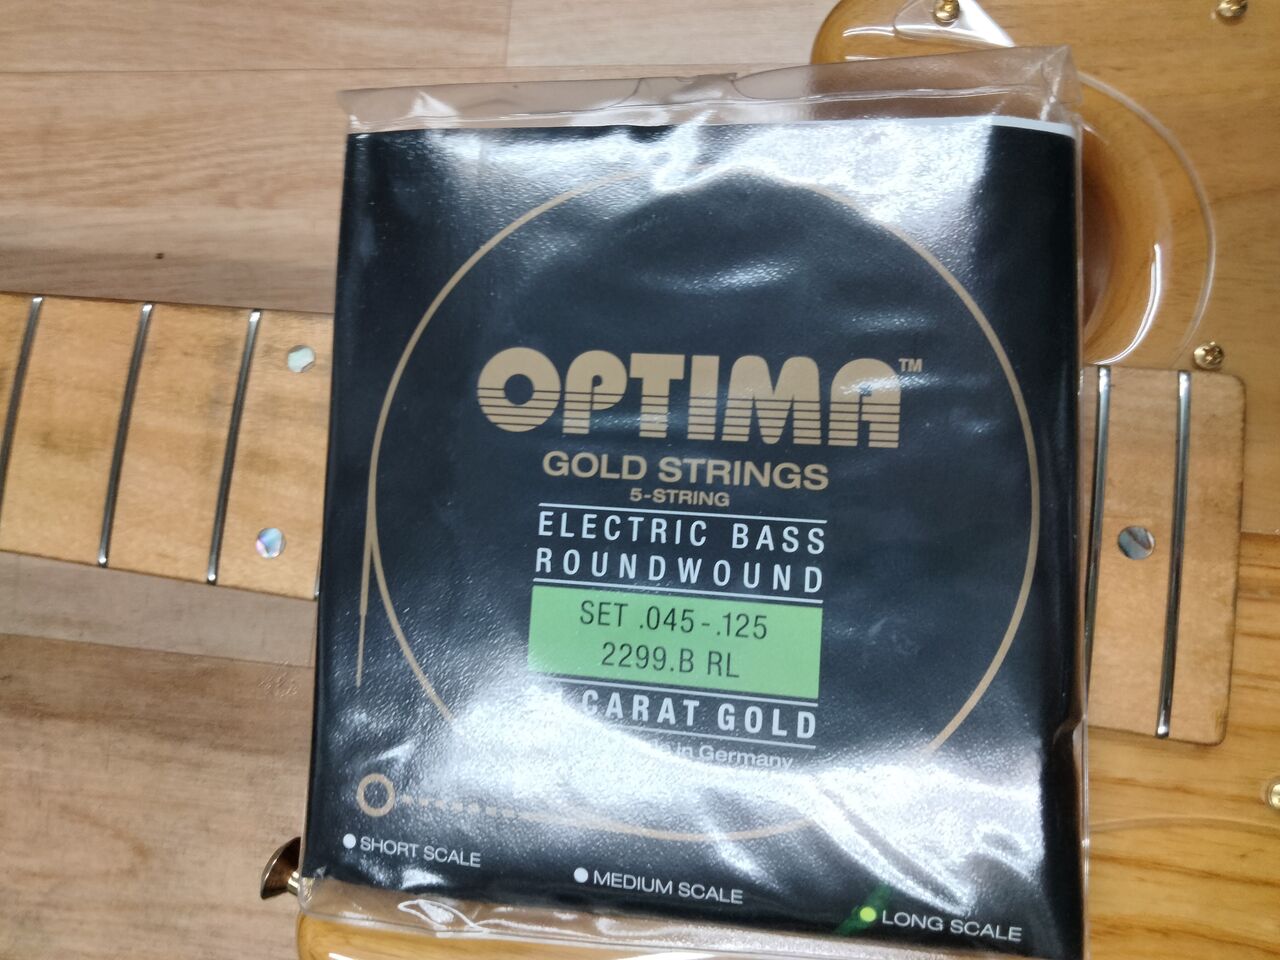 OPTIMA™
GOLD STRINGS
5-STRING
ELECTRIC BASS
ROUNDWOUND
SET .045-.125
2299.B RL
CARAT GOLD
in Germany
SHORT SCALE
MEDIUM SCALE
LONG SCALE